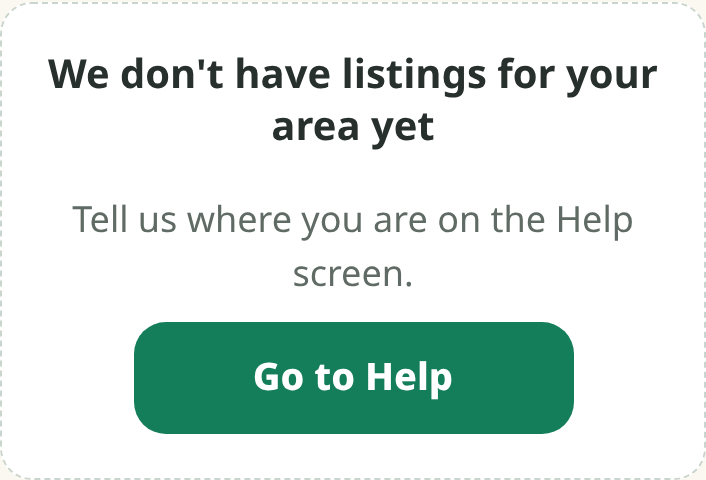 We don't have listings for your
area yet
Tell us where you are on the Help
screen.
Go to Help